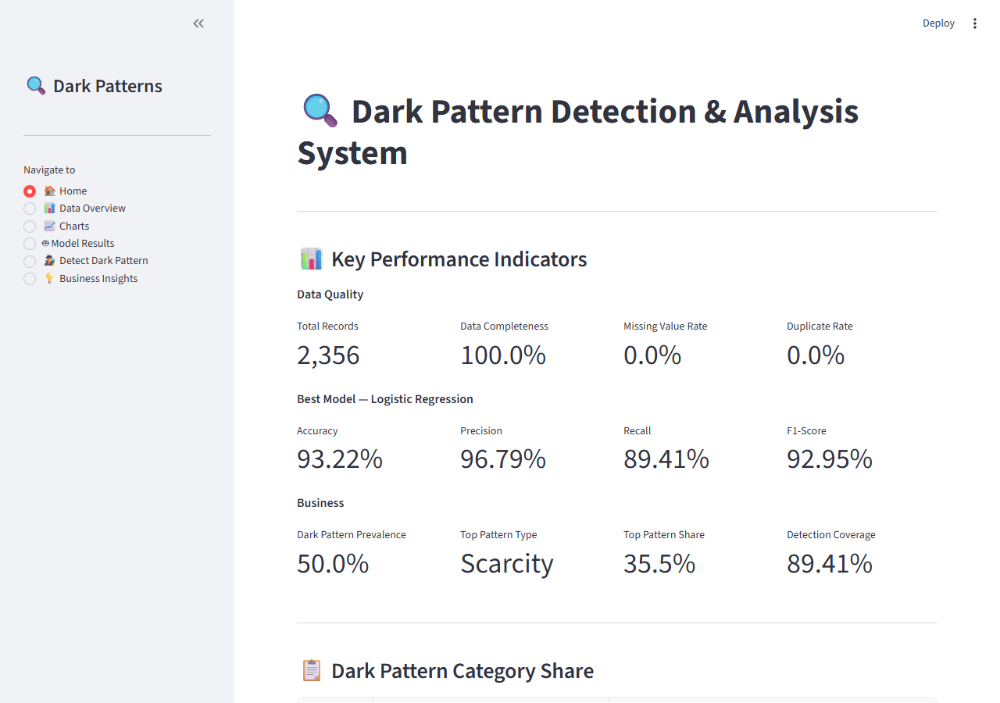 Deploy
🔍 Dark Patterns
Navigate to
🏠 Home
📊 Data Overview
📈 Charts
🤖 Model Results
🕵️ Detect Dark Pattern
💡 Business Insights
🔍 Dark Pattern Detection & Analysis
System
📊 Key Performance Indicators
Data Quality
Total Records Data Completeness Missing Value Rate Duplicate Rate
2,356 100.0% 0.0% 0.0%
Best Model — Logistic Regression
Accuracy Precision Recall F1-Score
93.22% 96.79% 89.41% 92.95%
Business
Dark Pattern Prevalence Top Pattern Type Top Pattern Share Detection Coverage
50.0% Scarcity 35.5% 89.41%
📋 Dark Pattern Category Share